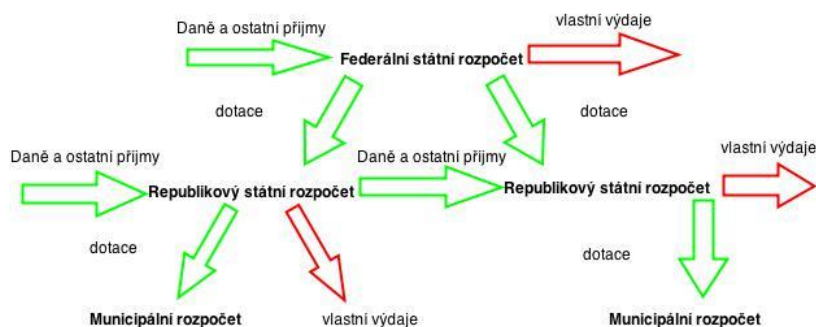 Daně a ostatní příjmy
vlastní výdaje
Federální státní rozpočet
dotace
dotace
Daně a ostatní příjmy
Daně a ostatní příjmy
vlastní výdaje
Republikový státní rozpočet
Republikový státní rozpočet
dotace
dotace
Municipální rozpočet
vlastní výdaje
Municipální rozpočet